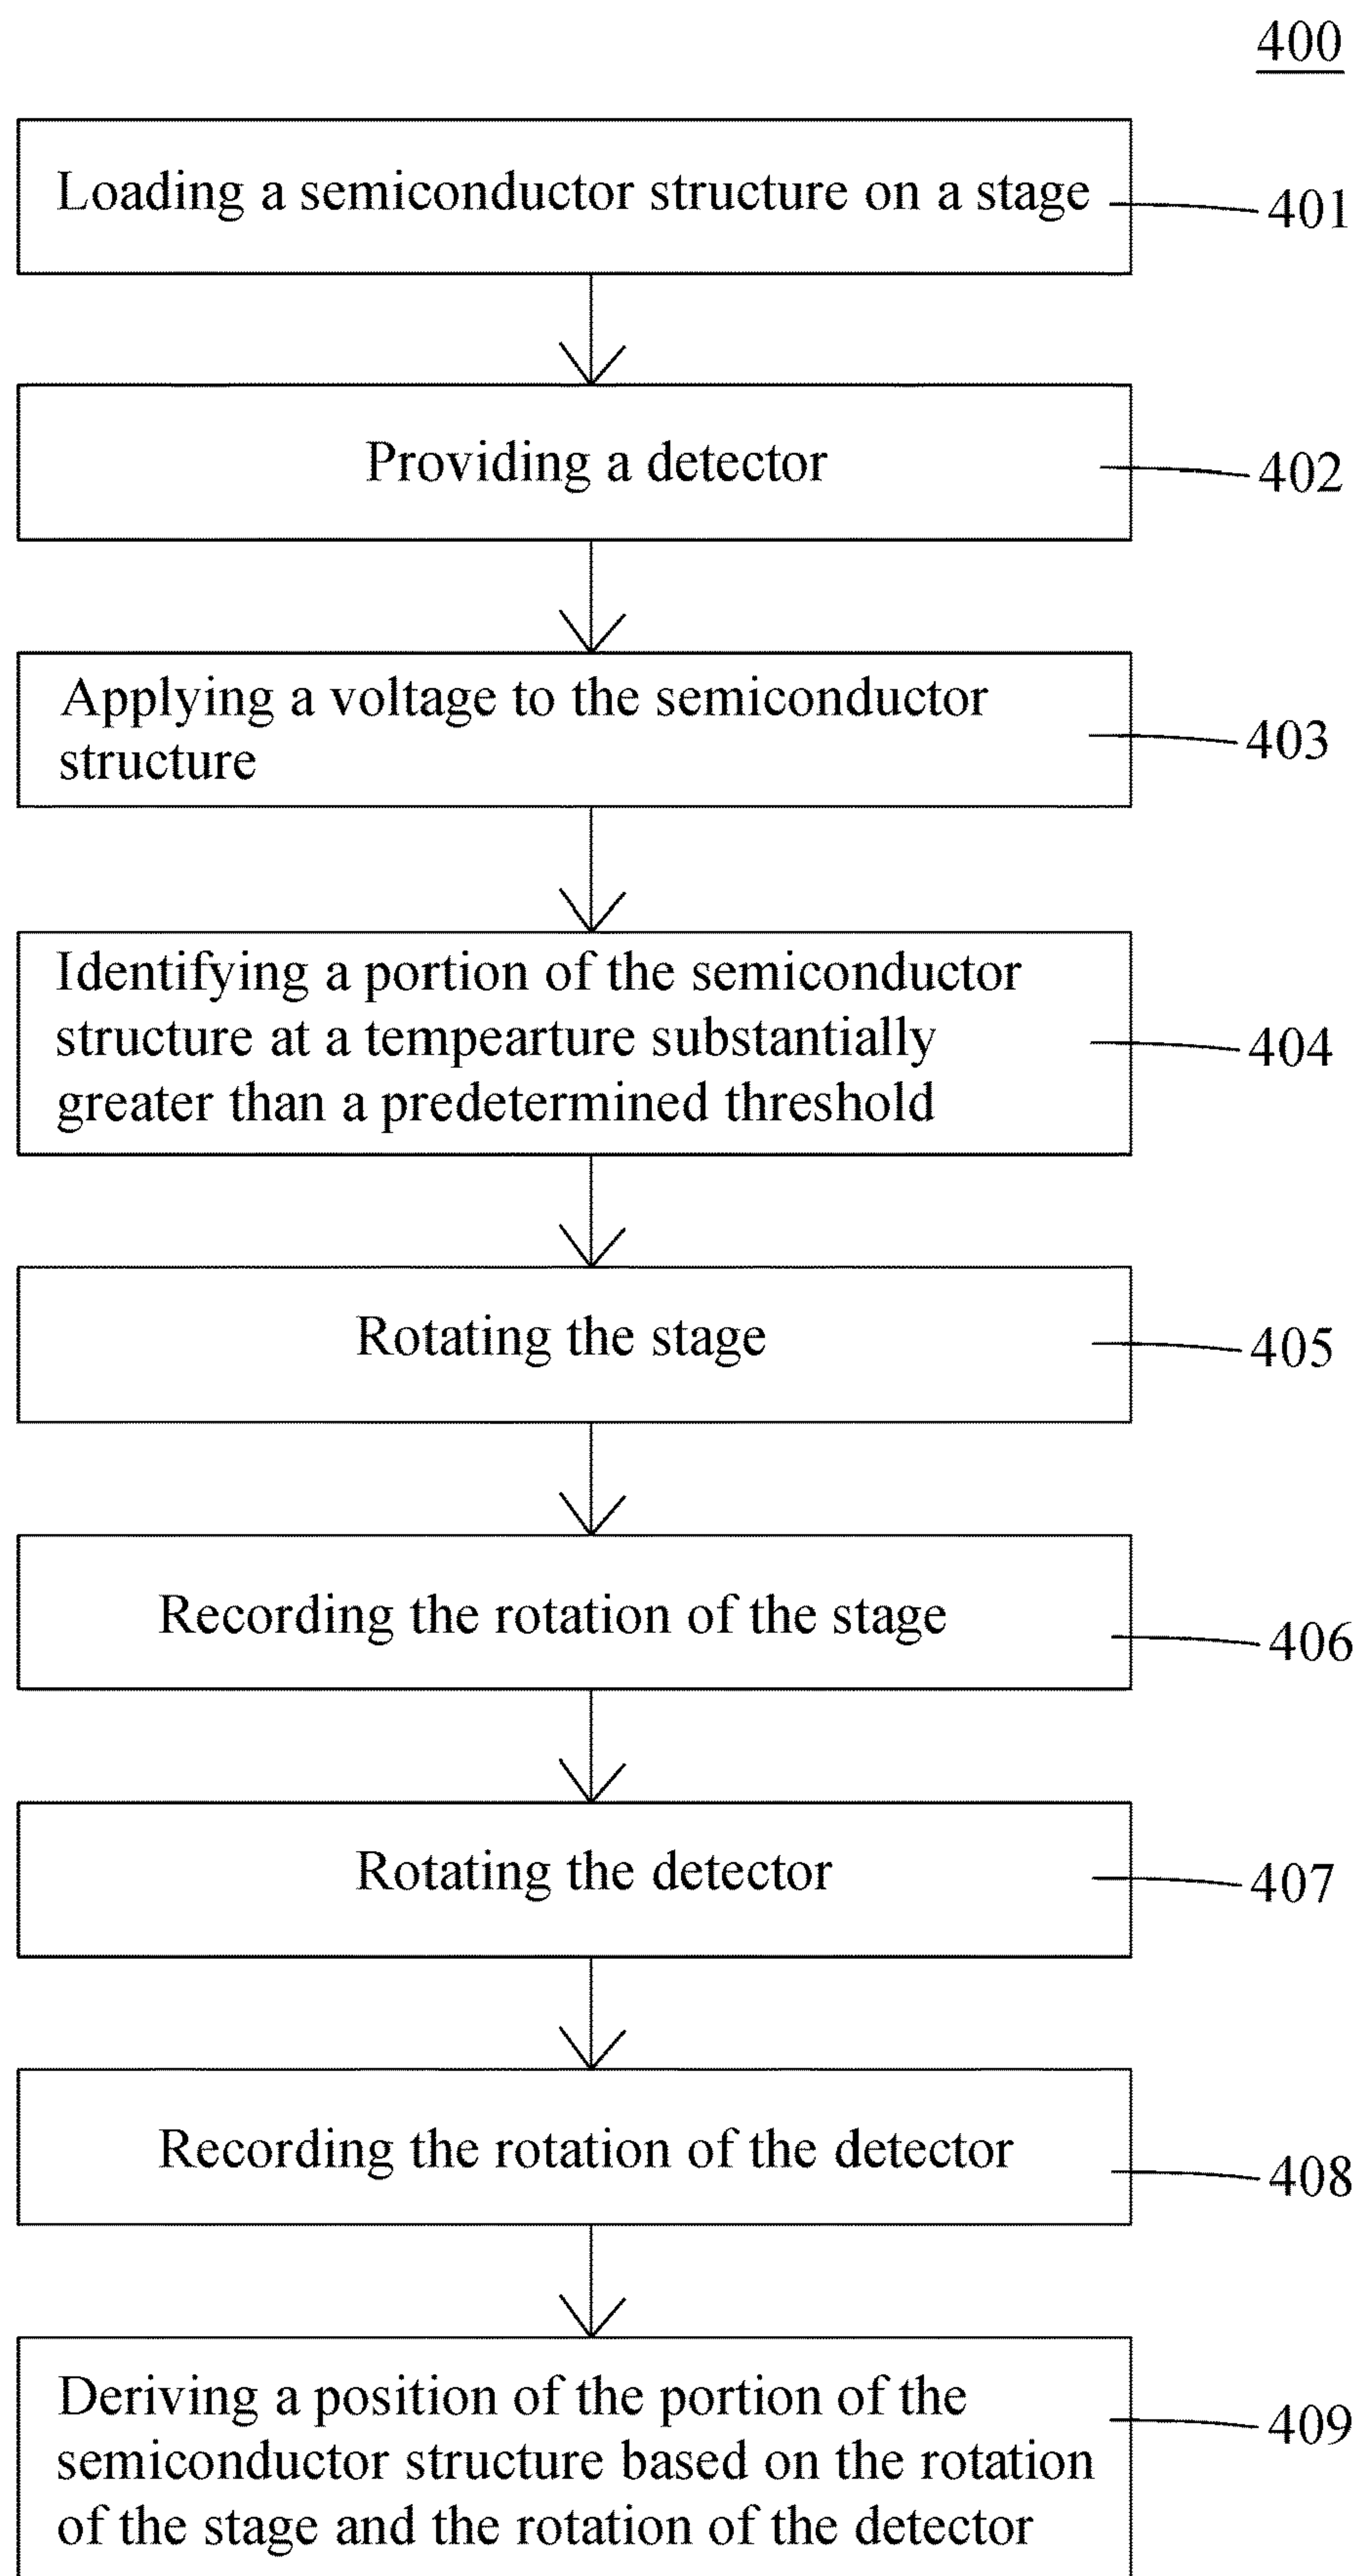 400
Loading a semiconductor structure on a stage
401
Providing a detector
402
Applying a voltage to the semiconductor
structure
403
Identifying a portion of the semiconductor
structure at a tempearture substantially
greater than a predetermined threshold
404
Rotating the stage
405
Recording the rotation of the stage
406
Rotating the detector
407
Recording the rotation of the detector
408
Deriving a position of the portion of the
semiconductor structure based on the rotation
of the stage and the rotation of the detector
409